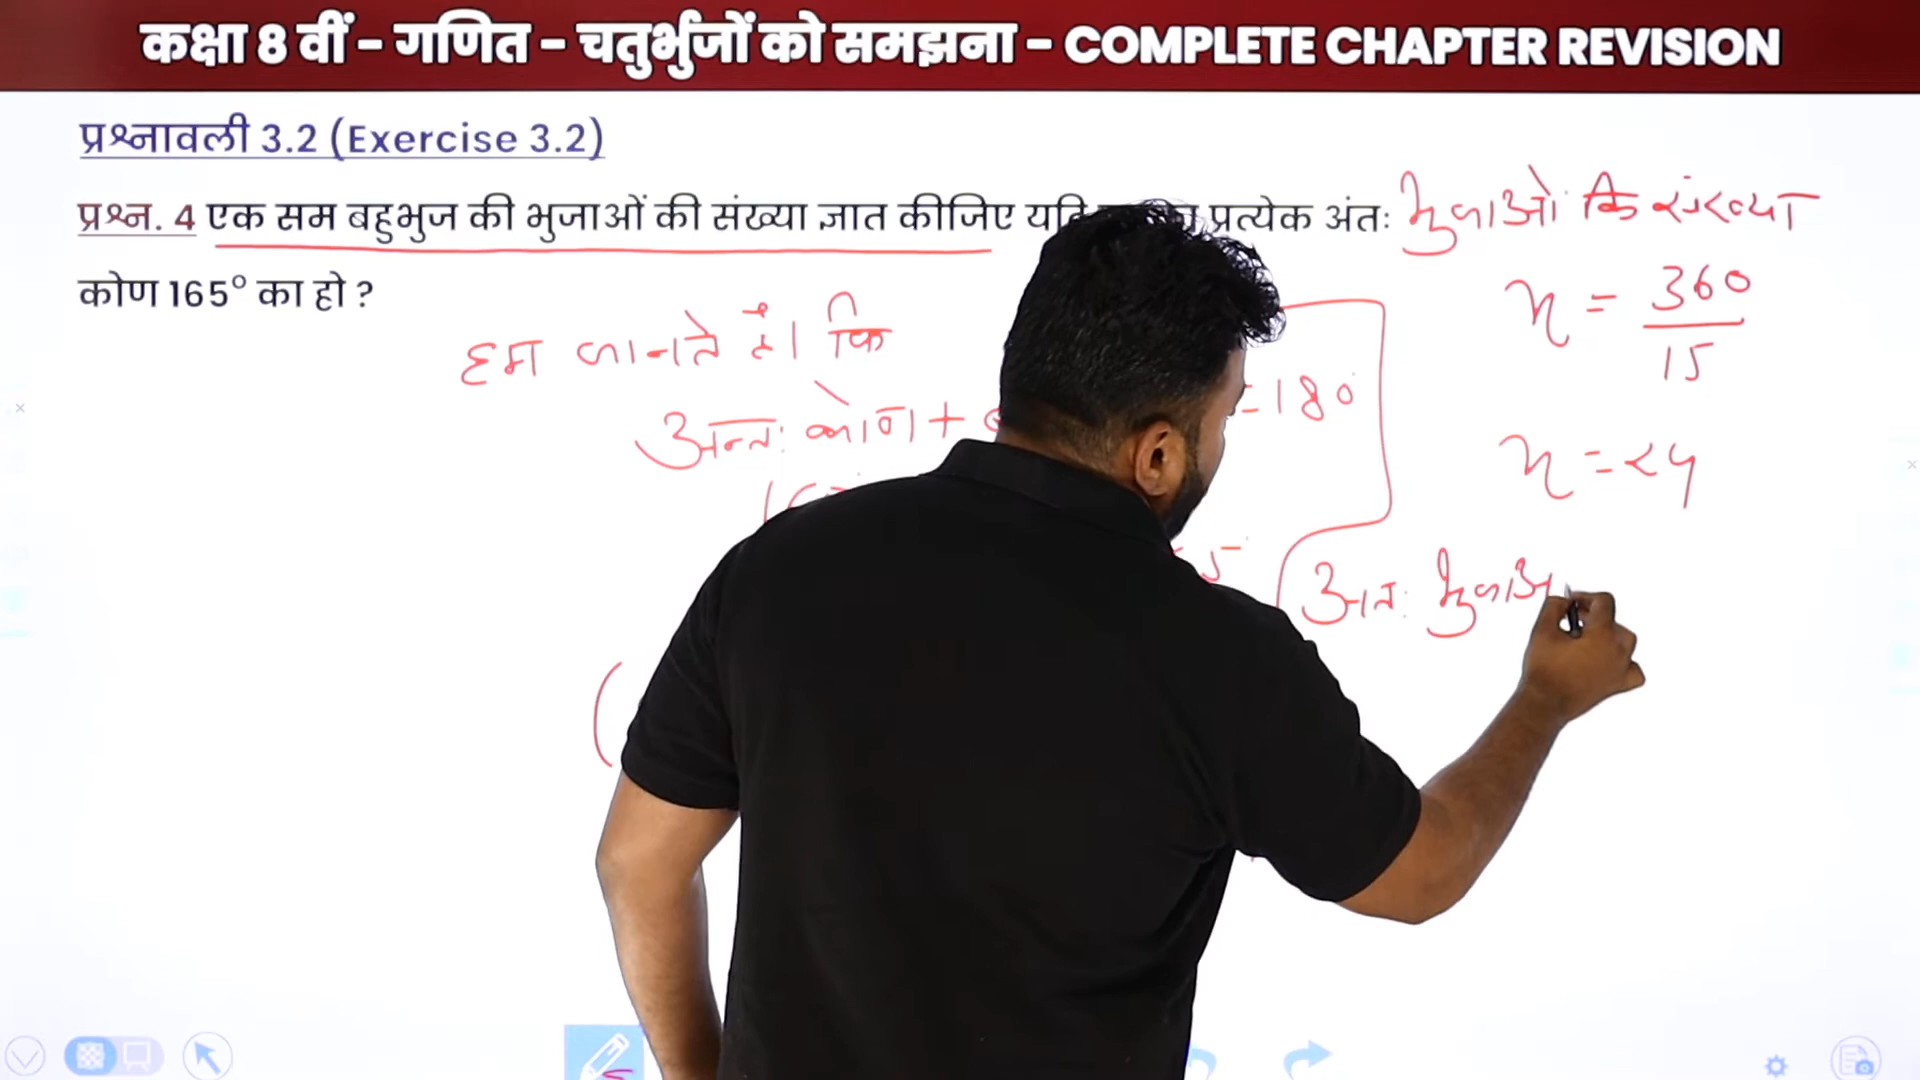 कक्षा 8 वीं - गणित - चतुर्भुजों को समझना - COMPLETE CHAPTER REVISION
प्रश्नावली 3.2 (Exercise 3.2)
प्रश्न. 4 एक सम बहुभुज की भुजाओं की संख्या ज्ञात कीजिए यदि प्रत्येक अंतः
कोण 165° का हो ?
हम जानते हैं कि
अन्तः कोण +
= 180
भुजाओं कि संख्या
n = 360
15
n = 24
अतः भुजाओ